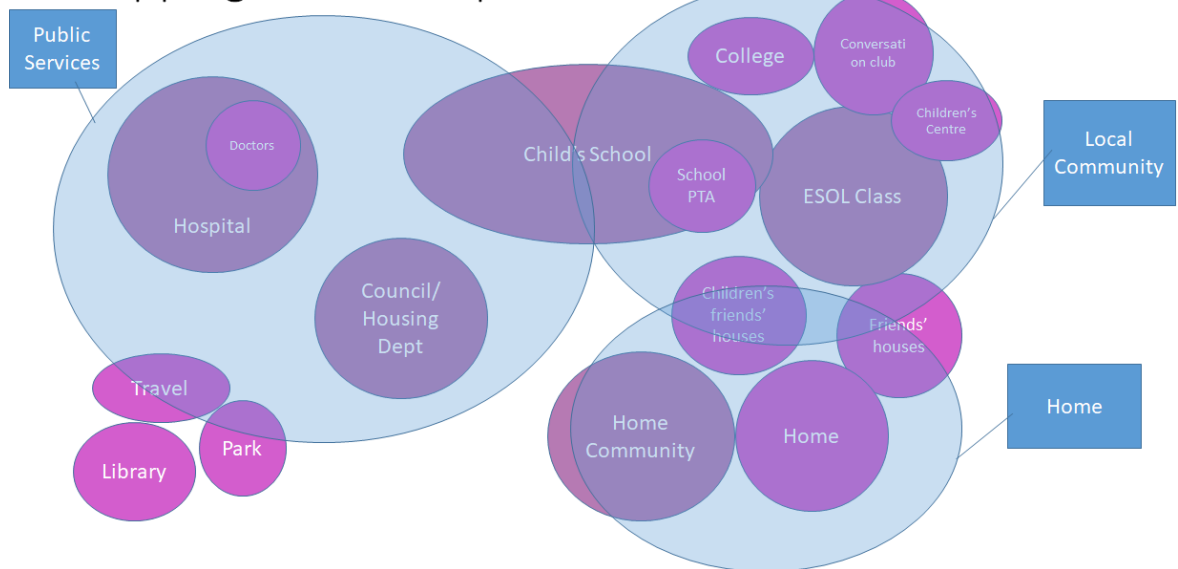 Public
Services
College
Conversati
on club
Children's
Centre
Doctors
Child's School
Local
Community
School
PTA
ESOL Class
Hospital
Council/
Housing
Dept
Children's
friends'
houses
Friends'
houses
Travel
Library
Park
Home
Community
Home
Home